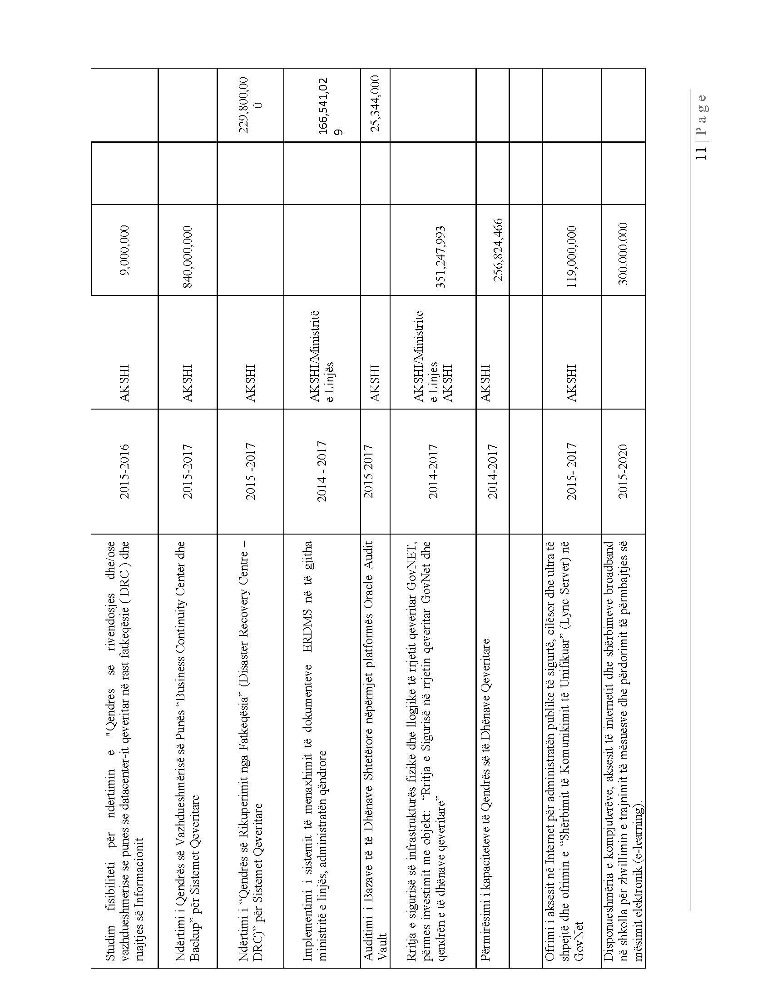 Studim fisibiliteti për ndertimin e "Qendres se rivendosjes dhe/ose
vazhdueshmerise se punes se datacenter-it qeveritar në rast fatkeqësie ( DRC ) dhe
ruajtjes së Informacionit
2015-2016
AKSHI
9,000,000
Ndërtimi i Qendrës së Vazhdueshmërisë së Punës “Business Continuity Center dhe
Backup” për Sistemet Qeveritare
2015-2017
AKSHI
840,000,000
Ndërtimi i “Qendrës së Rikuperimit nga Fatkeqësia” (Disaster Recovery Centre –
DRC)” për Sistemet Qeveritare
2015 -2017
AKSHI
229,800,00
0
Implementimi i sistemit të menaxhimit të dokumenteve ERDMS në të gjitha
ministritë e linjës, administratën qëndrore
2014 - 2017
AKSHI/Ministritë
e Linjës
166,541,02
9
Auditimi i Bazave të të Dhënave Shtetërore nëpërmjet platformës Oracle Audit
Vault
2015 2017
AKSHI
25,344,000
Rritja e sigurisë së infrastrukturës fizike dhe llogjike të rrjetit qeveritar GovNET,
përmes investimit me objekt: “Rritja e Sigurisë në rrjetin qeveritar GovNet dhe
qendrën e të dhënave qeveritare”
2014-2017
AKSHI/Ministrite
e Linjes
AKSHI
351,247,993
Përmirësimi i kapaciteteve të Qendrës së të Dhënave Qeveritare
2014-2017
AKSHI
256,824,466
Ofrimi i aksesit në Internet për administratën publike të sigurtë, cilësor dhe ultra të
shpejtë dhe ofrimin e “Shërbimit të Komunikimit të Unifikuar” (Lync Server) në
GovNet
2015- 2017
AKSHI
119,000,000
Disponueshmëria e kompjuterëve, aksesit të internetit dhe shërbimeve broadband
në shkolla për zhvillimin e trajnimit të mësuesve dhe përdorimit të përmbajtjes së
mësimit elektronik (e-learning).
2015-2020
300.000.000
11 | P a g e